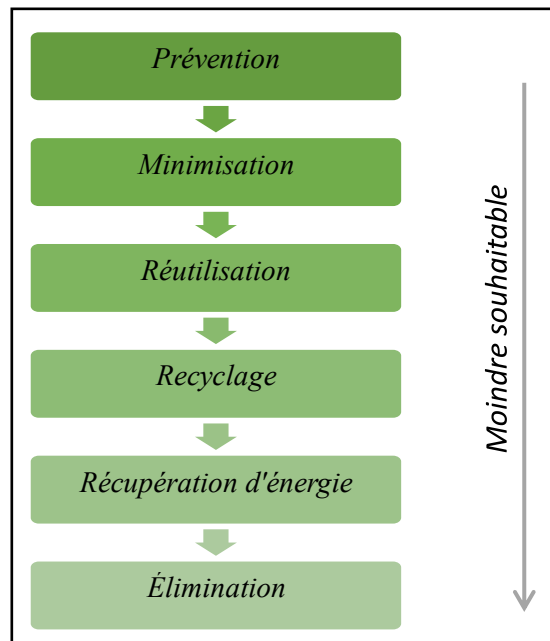 Prévention
Minimisation
Réutilisation
Recyclage
Récupération d'énergie
Élimination
Moindre souhaitable